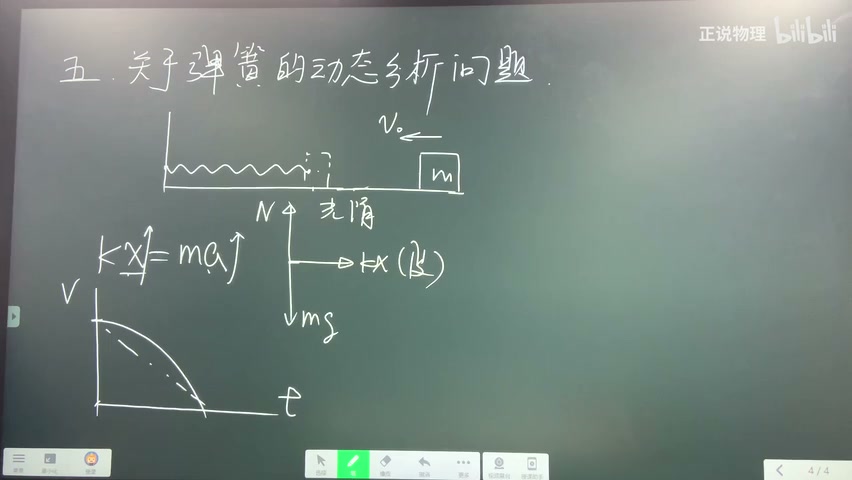 正说物理 bilibili
五.关于弹簧的动态分析问题.
V₀
m
光滑
N
kx=ma
kx(
mg
V
t
4/4